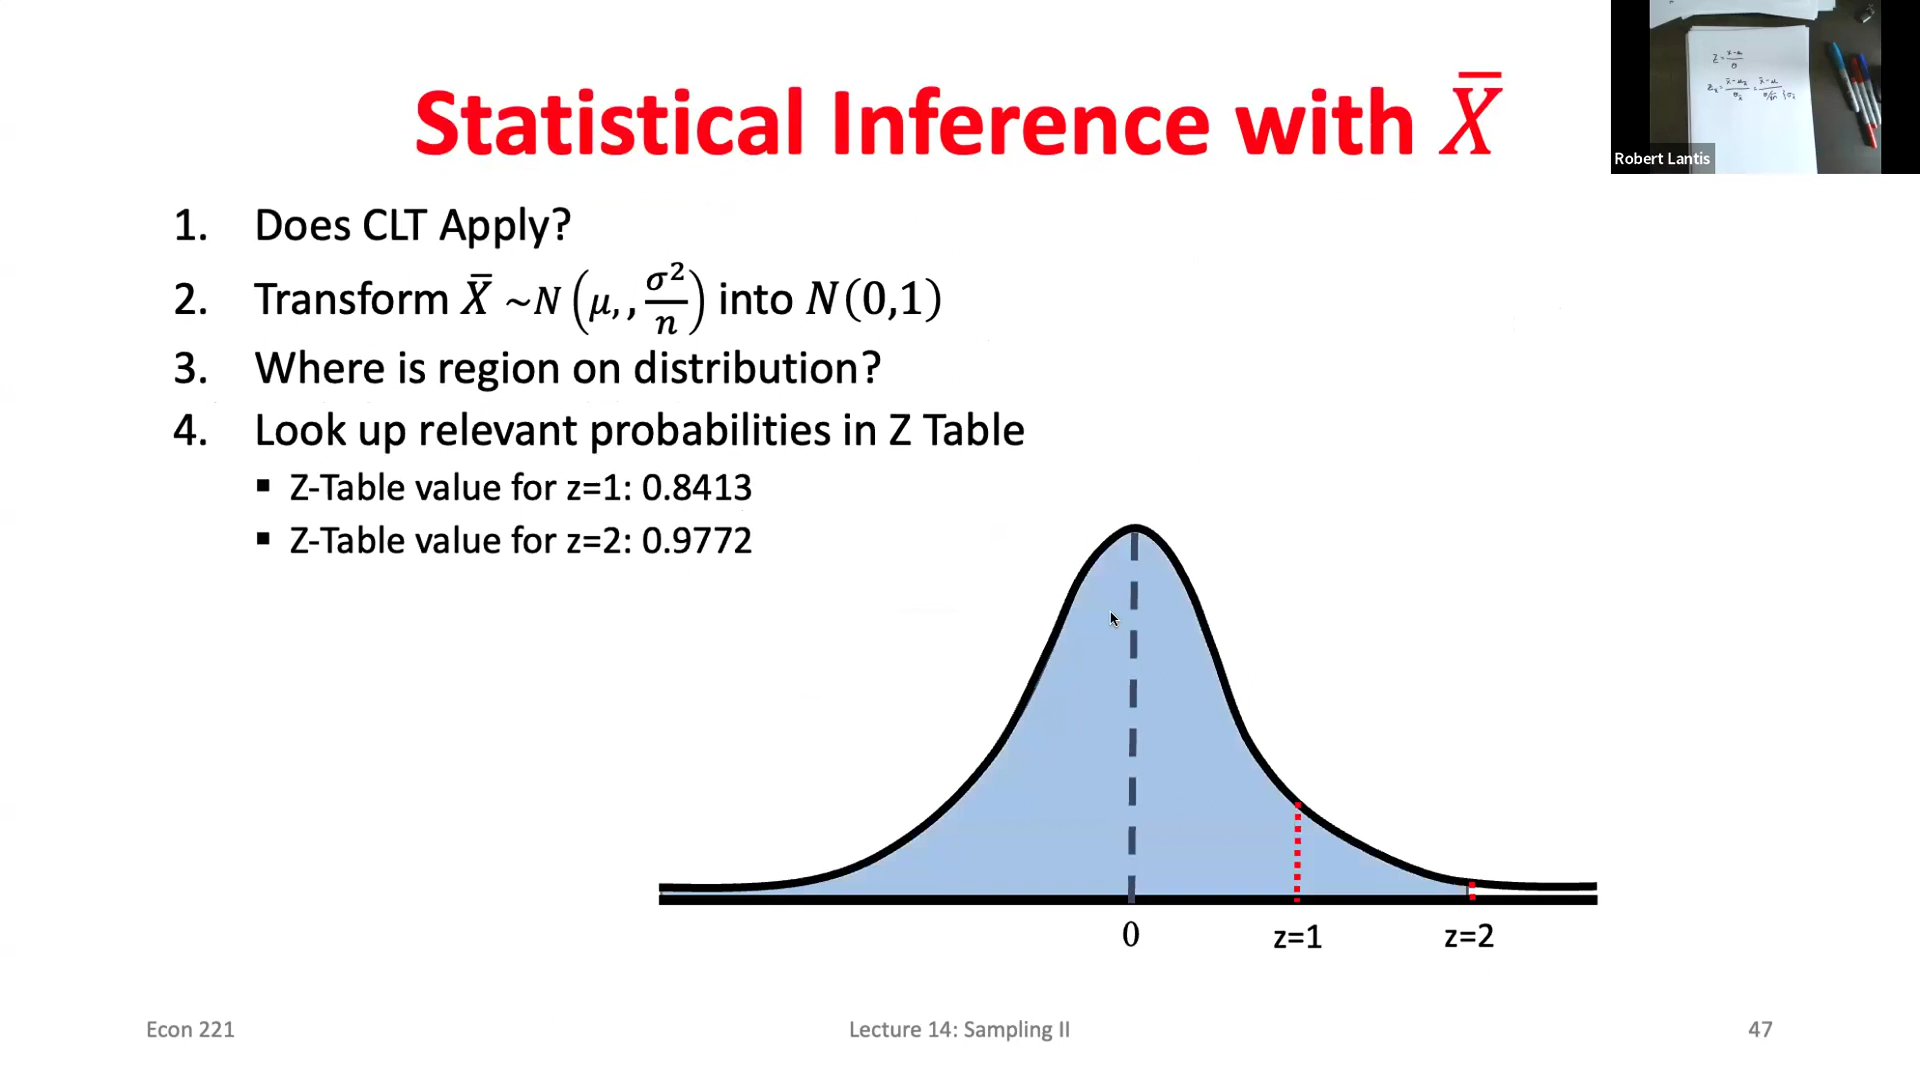 Statistical Inference with X̅
Robert Lantis
1. Does CLT Apply?
2. Transform X̅ ~N(μ, , σ²/n) into N(0,1)
3. Where is region on distribution?
4. Look up relevant probabilities in Z Table
▪ Z-Table value for z=1: 0.8413
▪ Z-Table value for z=2: 0.9772
0 z=1 z=2
Econ 221 Lecture 14: Sampling II 47